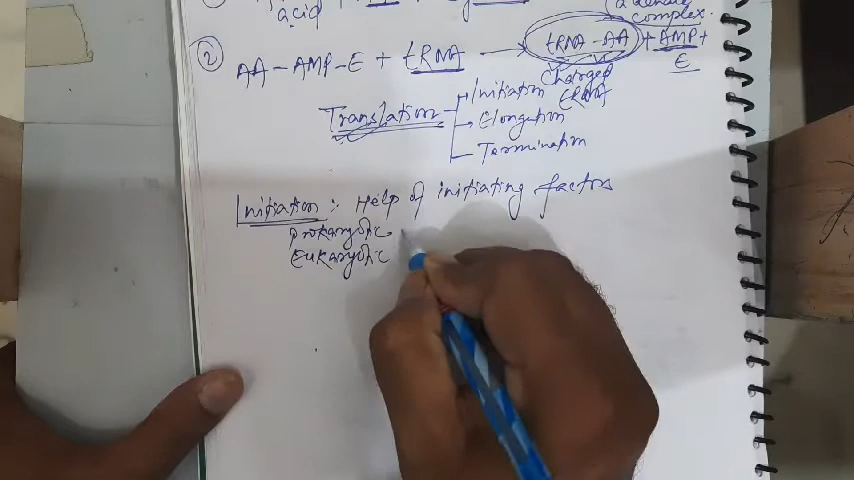 acid
complex.
② AA - AMP - E + tRNA → tRNA - AA + AMP + E
charged tRNA
Translation
Initiation
Elongation
Termination
Initiation : Help of initiating factors
prokaryotic
Eukaryotic